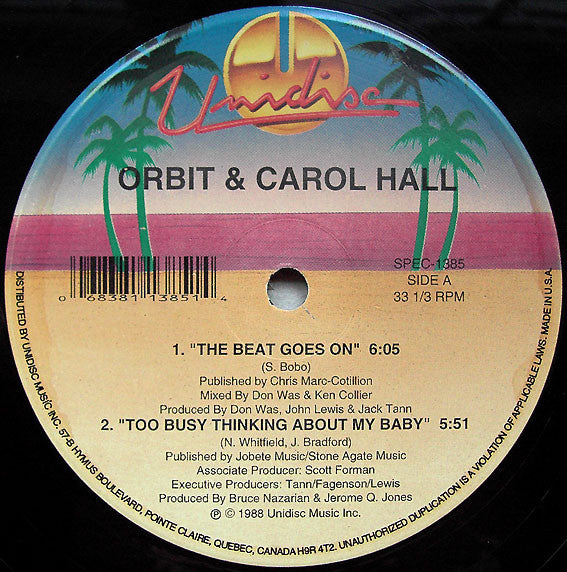 Unidisc
ORBIT & CAROL HALL
0 68381 13851 4
SPEC-1385
SIDE A
33 1/3 RPM
1. "THE BEAT GOES ON" 6:05
(S. Bobo)
Published by Chris Marc-Cotillion
Mixed By Don Was & Ken Collier
Produced By Don Was, John Lewis & Jack Tann
2. "TOO BUSY THINKING ABOUT MY BABY" 5:51
(N. Whitfield, J. Bradford)
Published by Jobete Music/Stone Agate Music
Associate Producer: Scott Forman
Executive Producers: Tann/Fagenson/Lewis
Produced By Bruce Nazarian & Jerome Q. Jones
℗ © 1988 Unidisc Music Inc.
DISTRIBUTED BY UNIDISC MUSIC INC. 57-B HYMUS BOULEVARD, POINTE CLAIRE, QUEBEC, CANADA H9R 4T2. UNAUTHORIZED DUPLICATION IS A VIOLATION OF APPLICABLE LAWS. MADE IN U.S.A.